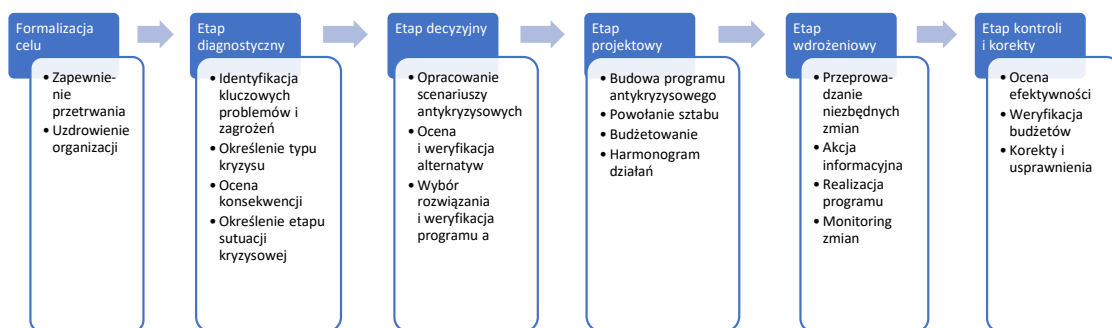 Formalizacja
celu
• Zapewnie-
nie
przetrwania
• Uzdrowienie
organizacji
Etap
diagnostyczny
• Identyfikacja
kluczowych
problemów i
zagrożeń
• Określenie typu
kryzysu
• Ocena
konsekwencji
• Określenie etapu
sutuacji
kryzysowej
Etap decyzyjny
• Opracowanie
scenariuszy
antykryzysowych
• Ocena
i weryfikacja
alternatyw
• Wybór
rozwiązania
i weryfikacja
programu a
Etap
projektowy
• Budowa programu
antykryzysowego
• Powołanie sztabu
• Budżetowanie
• Harmonogram
działań
Etap
wdrożeniowy
• Przeprowa-
dzanie
niezbędnych
zmian
• Akcja
informacyjna
• Realizacja
programu
• Monitoring
zmian
Etap kontroli
i korekty
• Ocena
efektywności
• Weryfikacja
budżetów
• Korekty i
usprawnienia